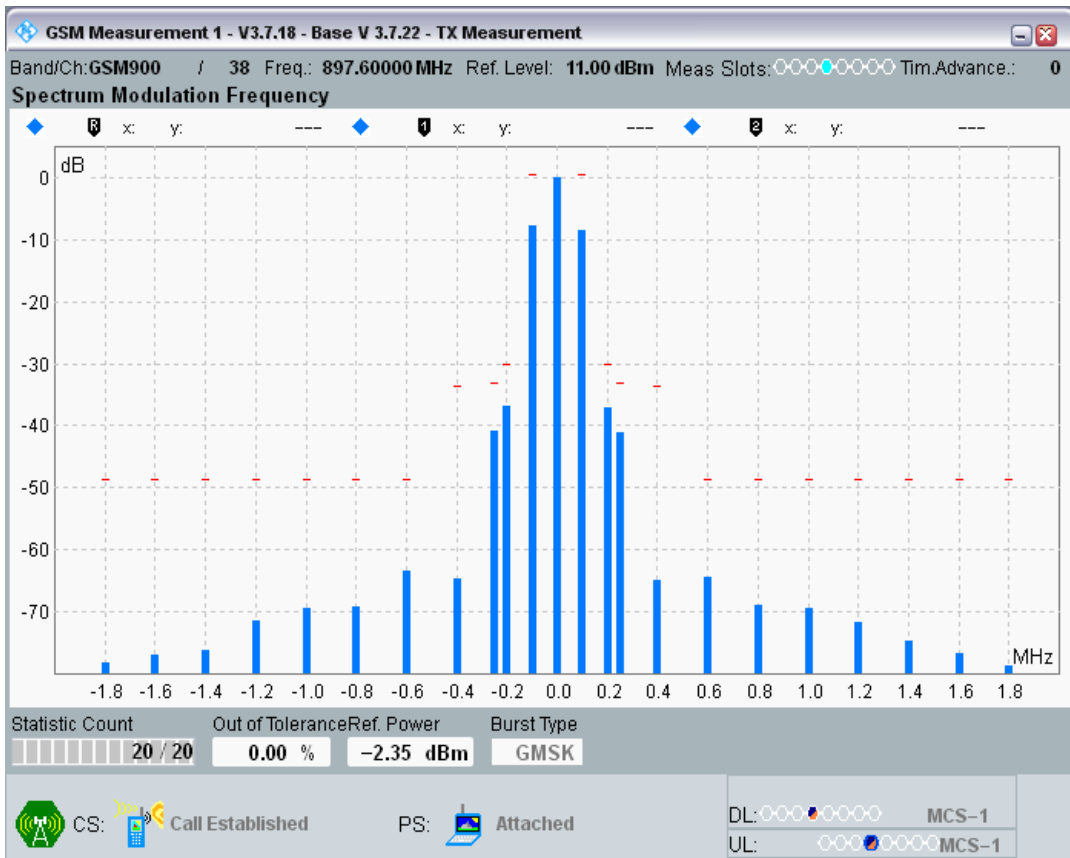 GSM Measurement 1 - V3.7.18 - Base V 3.7.22 - TX Measurement
Band/Ch:GSM900 / 38 Freq.: 897.60000 MHz Ref. Level: 11.00 dBm Meas Slots: Tim.Advance.: 0
Spectrum Modulation Frequency
R x: y: --- 1 x: y: --- 2 x: y: ---
dB
0
-10
-20
-30
-40
-50
-60
-70
MHz
-1.8 -1.6 -1.4 -1.2 -1.0 -0.8 -0.6 -0.4 -0.2 0.0 0.2 0.4 0.6 0.8 1.0 1.2 1.4 1.6 1.8
Statistic Count Out of Tolerance Ref. Power Burst Type
20 / 20 0.00 % −2.35 dBm GMSK
CS: Call Established PS: Attached
DL: MCS−1
UL: MCS−1